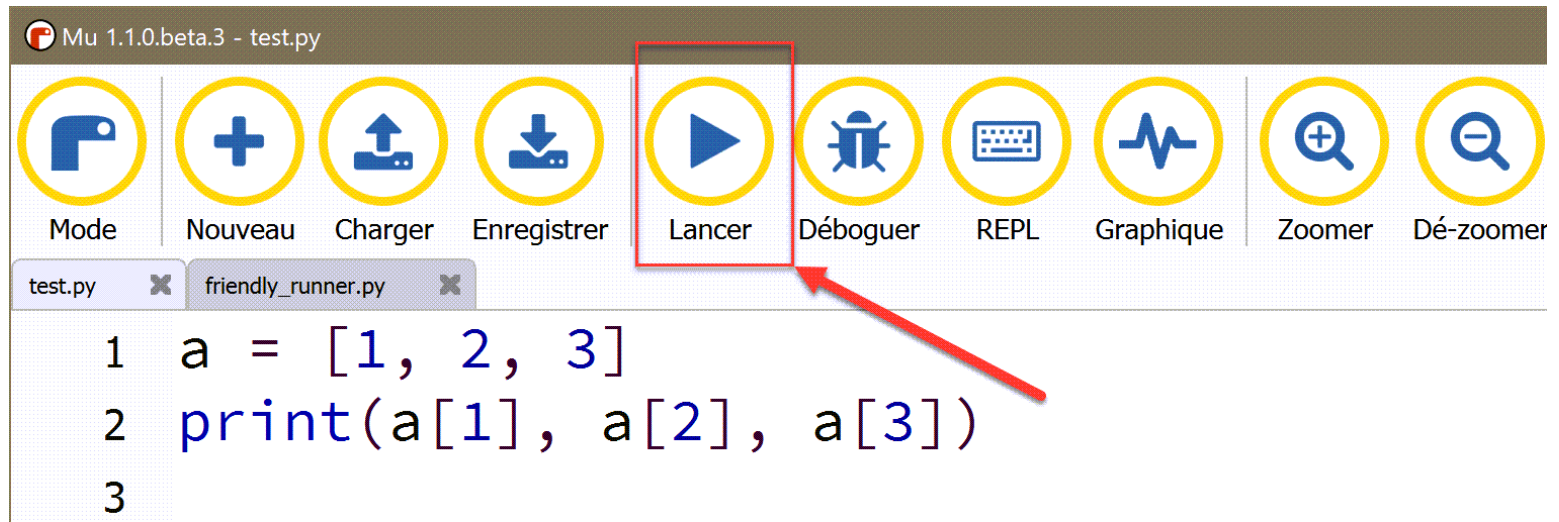 Mu 1.1.0.beta.3 - test.py
Mode Nouveau Charger Enregistrer Lancer Déboguer REPL Graphique Zoomer Dé-zoomer
test.py friendly_runner.py
1 a = [1, 2, 3]
2 print(a[1], a[2], a[3])
3